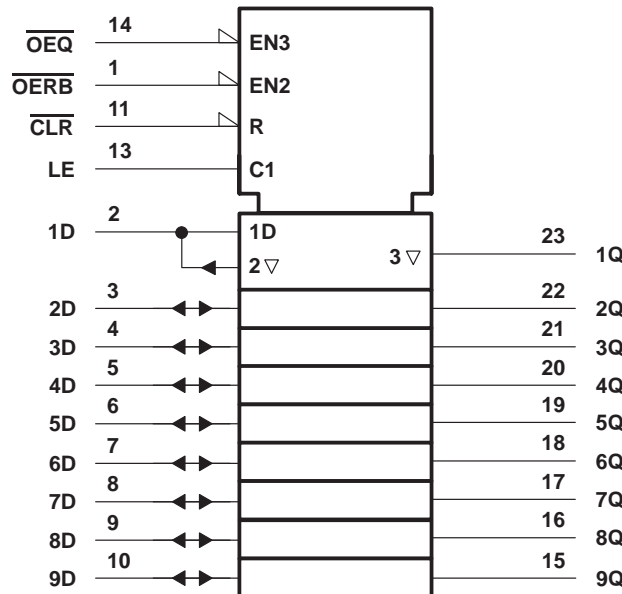 14
OEQ EN3
1
OERB EN2
11
CLR R
13
LE C1
2
1D 1D
23
2 ▽ 3 ▽ 1Q
3 22
2D 2Q
4 21
3D 3Q
5 20
4D 4Q
6 19
5D 5Q
7 18
6D 6Q
8 17
7D 7Q
9 16
8D 8Q
10 15
9D 9Q